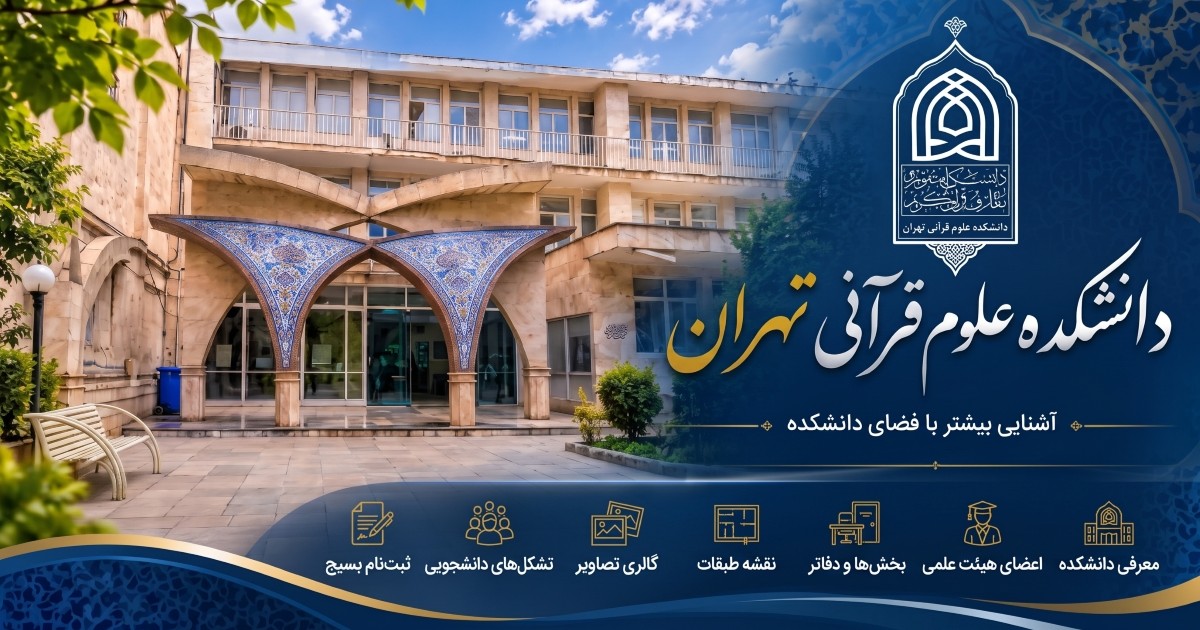 دانشکده علوم قرآنی تهران
دانشکده علوم قرآنی تهران
آشنایی بیشتر با فضای دانشکده
معرفی دانشکده
اعضای هیئت علمی
بخش‌ها و دفاتر
نقشه طبقات
گالری تصاویر
تشکل‌های دانشجویی
ثبت‌نام بسیج